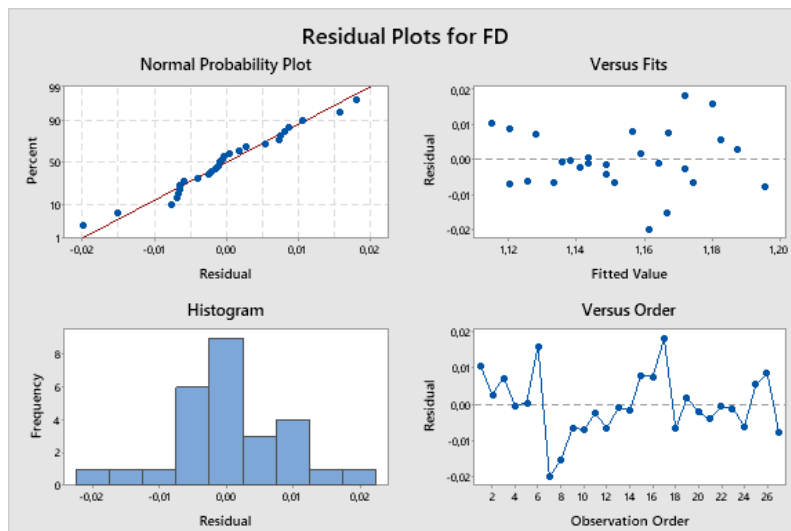 Residual Plots for FD
Normal Probability Plot
99
90
50
10
1
Percent
-0,02 -0,01 0,00 0,01 0,02
Residual
Versus Fits
0,02
0,01
0,00
-0,01
-0,02
Residual
1,12 1,14 1,16 1,18 1,20
Fitted Value
Histogram
8
6
4
2
0
Frequency
-0,02 -0,01 0,00 0,01 0,02
Residual
Versus Order
0,02
0,01
0,00
-0,01
-0,02
Residual
2 4 6 8 10 12 14 16 18 20 22 24 26
Observation Order